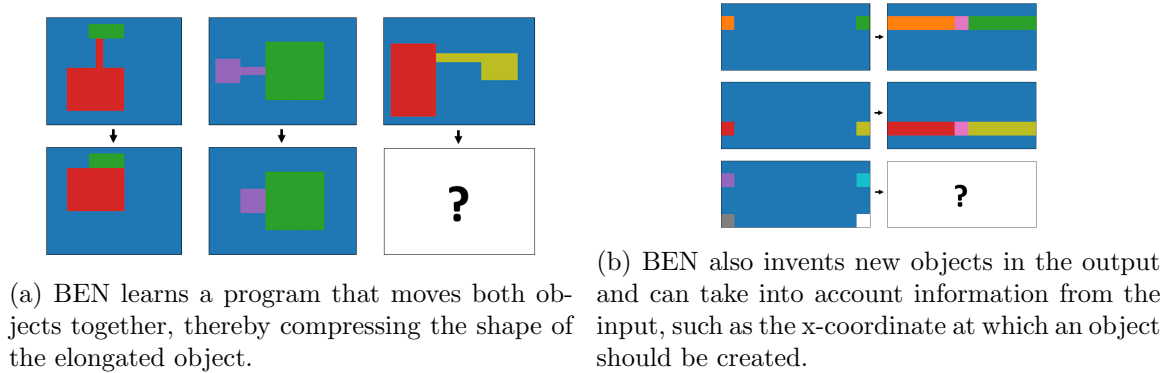 ?
?
(a) BEN learns a program that moves both ob-
jects together, thereby compressing the shape of
the elongated object.
(b) BEN also invents new objects in the output
and can take into account information from the
input, such as the x-coordinate at which an object
should be created.